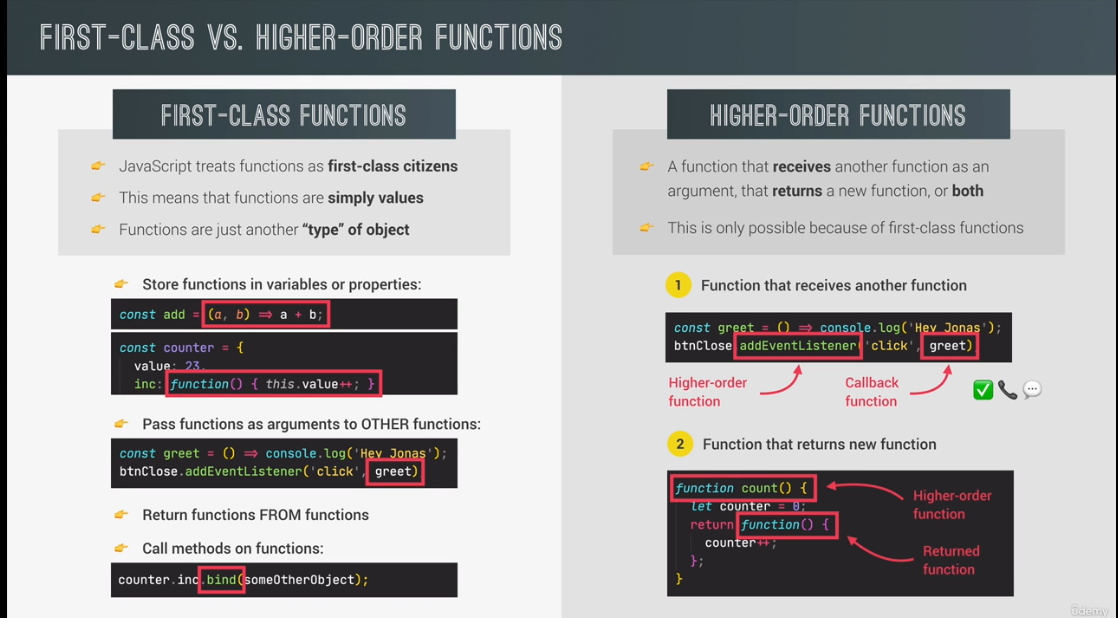 FIRST-CLASS VS. HIGHER-ORDER FUNCTIONS
FIRST-CLASS FUNCTIONS
JavaScript treats functions as first-class citizens
This means that functions are simply values
Functions are just another “type” of object
Store functions in variables or properties:
const add = (a, b) => a + b;
const counter = {
value: 23,
inc: function() { this.value++; }
Pass functions as arguments to OTHER functions:
const greet = () => console.log('Hey Jonas');
btnClose.addEventListener('click', greet)
Return functions FROM functions
Call methods on functions:
counter.inc.bind(someOtherObject);
HIGHER-ORDER FUNCTIONS
A function that receives another function as an
argument, that returns a new function, or both
This is only possible because of first-class functions
1 Function that receives another function
const greet = () => console.log('Hey Jonas');
btnClose.addEventListener('click', greet)
Higher-order
function
Callback
function
2 Function that returns new function
function count() {
let counter = 0;
return function() {
counter++;
};
}
Higher-order
function
Returned
function
ûdemy